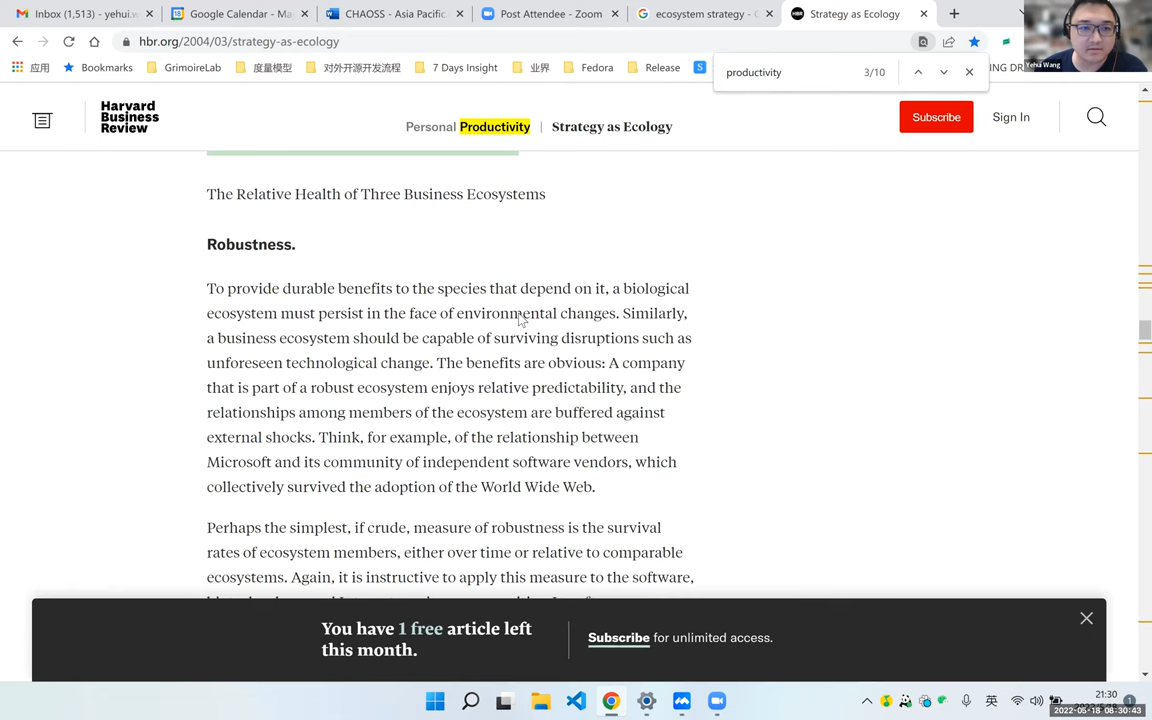 Inbox (1,513) - yehui.w
Google Calendar - Ma
CHAOSS - Asia Pacific
Post Attendee - Zoom
ecosystem strategy - G
Strategy as Ecology
hbr.org/2004/03/strategy-as-ecology
应用
Bookmarks
GrimoireLab
度量模型
对外开源开发流程
7 Days Insight
业界
Fedora
Release
productivity
3/10
Yehui Wang
Harvard
Business
Review
Personal Productivity | Strategy as Ecology
Subscribe
Sign In
The Relative Health of Three Business Ecosystems
Robustness.
To provide durable benefits to the species that depend on it, a biological
ecosystem must persist in the face of environmental changes. Similarly,
a business ecosystem should be capable of surviving disruptions such as
unforeseen technological change. The benefits are obvious: A company
that is part of a robust ecosystem enjoys relative predictability, and the
relationships among members of the ecosystem are buffered against
external shocks. Think, for example, of the relationship between
Microsoft and its community of independent software vendors, which
collectively survived the adoption of the World Wide Web.
Perhaps the simplest, if crude, measure of robustness is the survival
rates of ecosystem members, either over time or relative to comparable
ecosystems. Again, it is instructive to apply this measure to the software,
You have 1 free article left
this month.
Subscribe for unlimited access.
英
21:30
2022-05-18 08:30:43